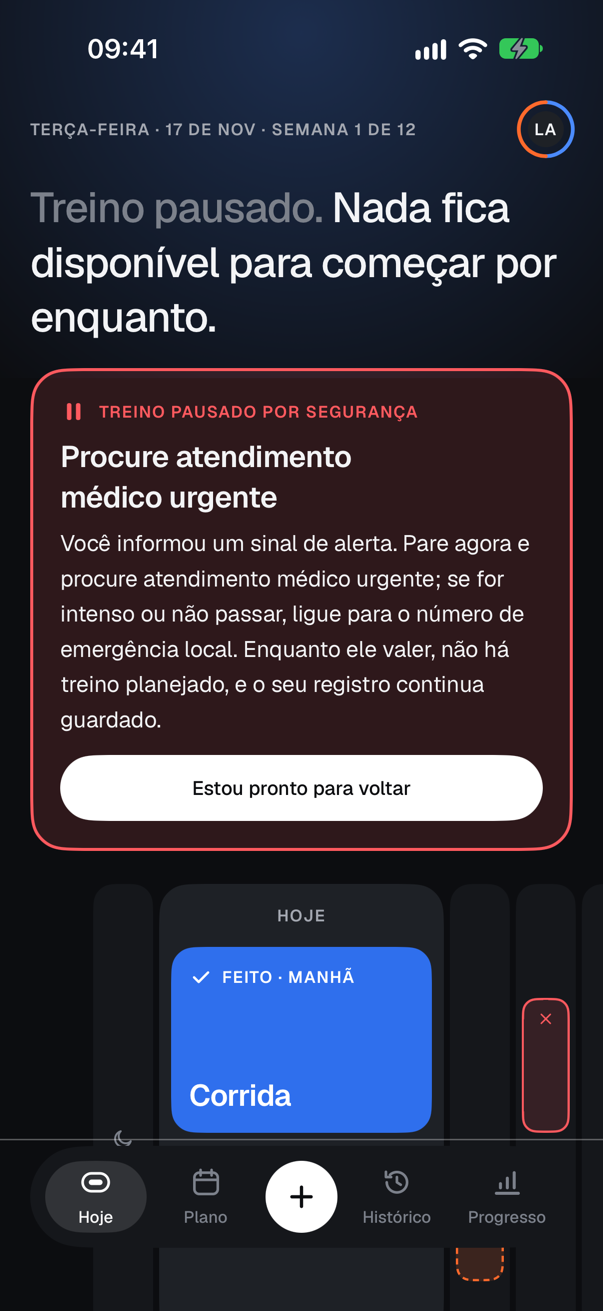 09:41
TERÇA-FEIRA · 17 DE NOV · SEMANA 1 DE 12
LA
Treino pausado. Nada fica
disponível para começar por
enquanto.
TREINO PAUSADO POR SEGURANÇA
Procure atendimento
médico urgente
Você informou um sinal de alerta. Pare agora e
procure atendimento médico urgente; se for
intenso ou não passar, ligue para o número de
emergência local. Enquanto ele valer, não há
treino planejado, e o seu registro continua
guardado.
Estou pronto para voltar
HOJE
FEITO · MANHÃ
Corrida
Hoje
Plano
Histórico
Progresso